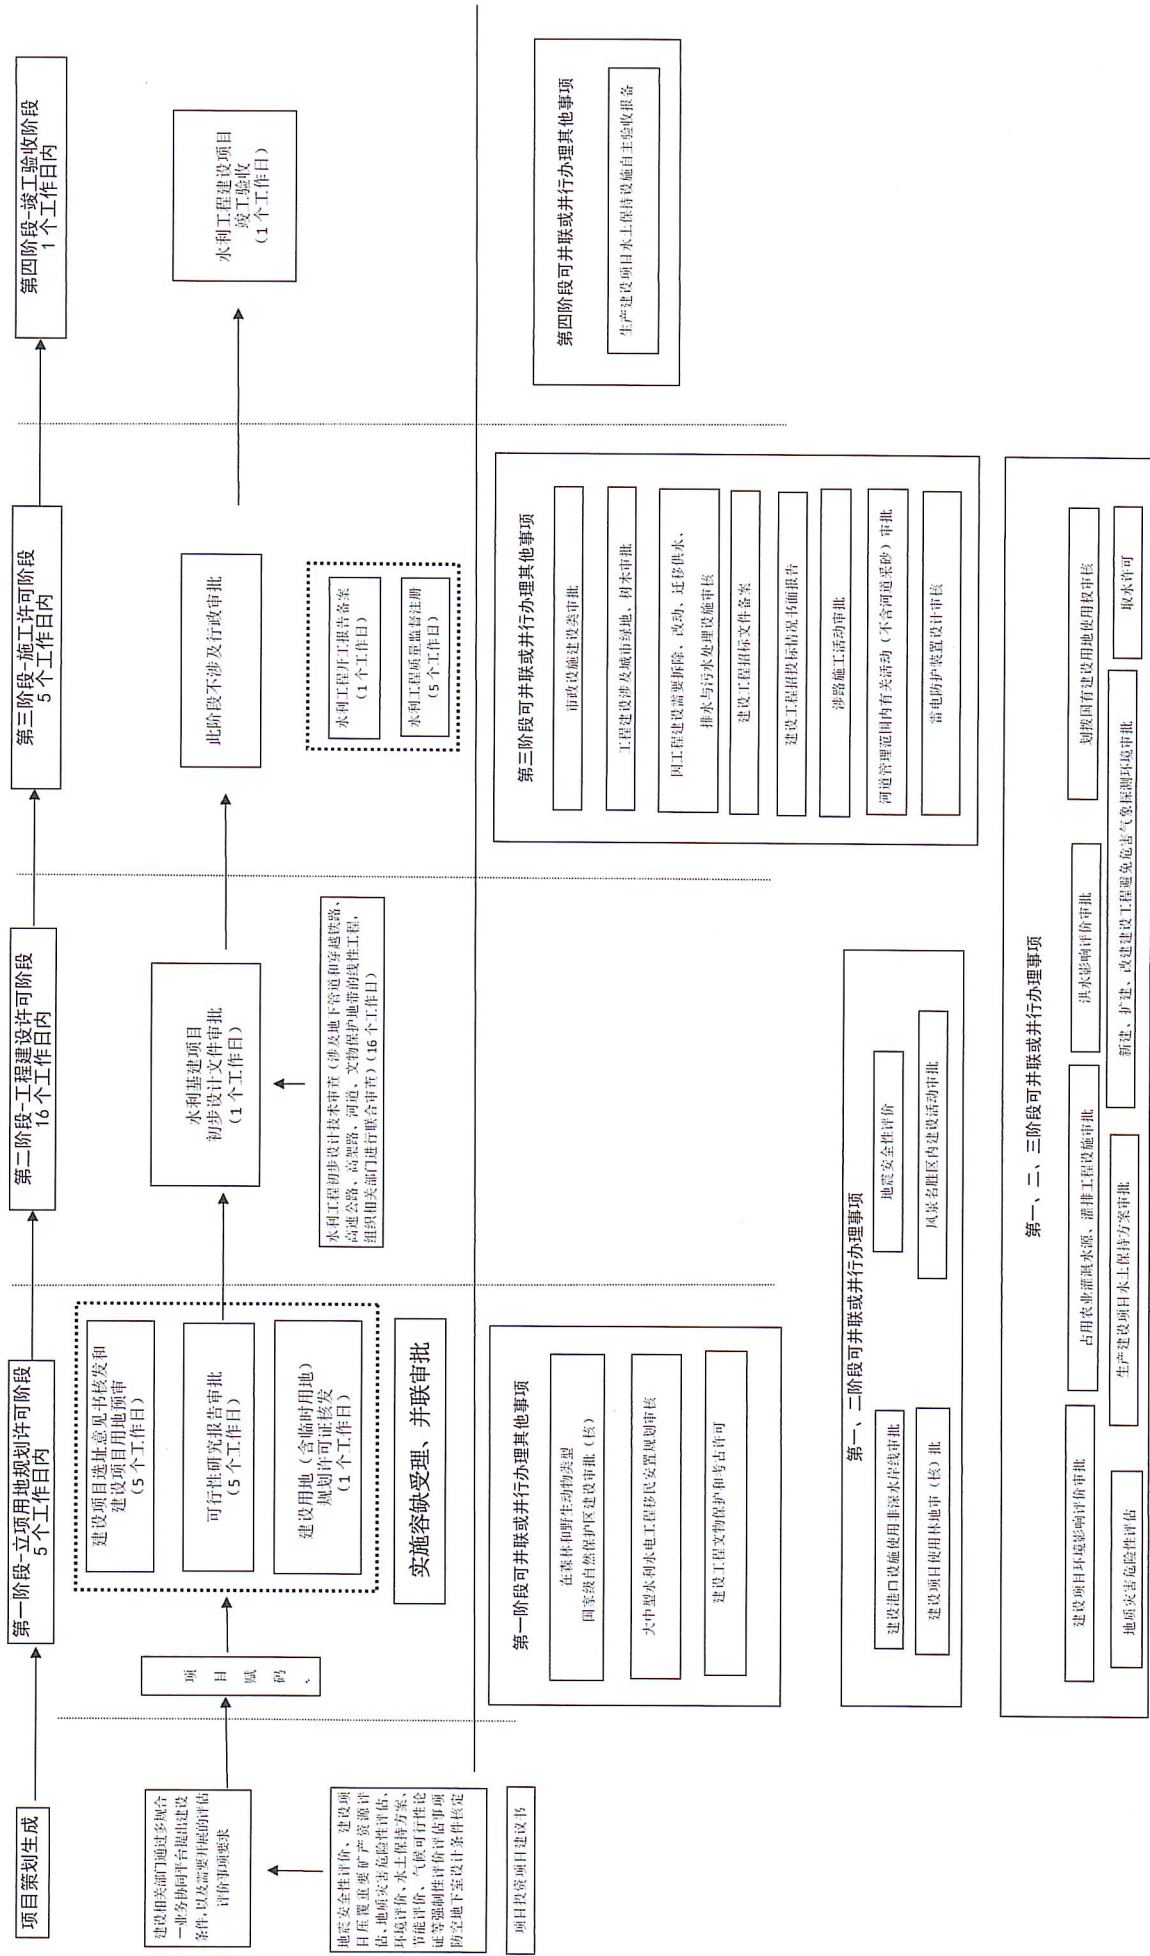 项目策划生成
第一阶段-立项用地规划许可阶段
5 个工作日内
第二阶段-工程建设许可阶段
16 个工作日内
第三阶段-施工许可阶段
5 个工作日内
第四阶段-竣工验收阶段
1 个工作日内
建设相关部门通过多规合
一业务协同平台提出建设
条件,以及需要开展的评估
评价事项要求
地震安全性评价、建设项
目压覆重要矿产资源评
估、地质灾害危险性评估、
环境评价、水土保持方案、
节能评价、气候可行性论
证等强制性评价评估事项
防空地下室设计条件核定
项目投资项目建议书
项
目
赋
码
建设项目选址意见书核发和
建设项目用地预审
(5 个工作日)
可行性研究报告审批
(5 个工作日)
建设用地(含临时用地)
规划许可证核发
(1 个工作日)
实施容缺受理、并联审批
水利基建项目
初步设计文件审批
(1 个工作日)
水利工程初步设计技术审查(涉及地下管道和穿越铁路、
高速公路、高架路、河道、文物保护地带的线性工程,
组织相关部门进行联合审查)(16 个工作日)
此阶段不涉及行政审批
水利工程开工报告备案
(1 个工作日)
水利工程质量监督注册
(5 个工作日)
水利工程建设项目
竣工验收
(1 个工作日)
第一阶段可并联或并行办理其他事项
在森林和野生动物类型
国家级自然保护区建设审批(核)
大中型水利水电工程移民安置规划审核
建设工程文物保护和考古许可
第三阶段可并联或并行办理其他事项
市政设施建设类审批
工程建设涉及城市绿地、树木审批
因工程建设需要拆除、改动、迁移供水、
排水与污水处理设施审核
建设工程招标文件备案
建设工程招投标情况书面报告
涉路施工活动审批
河道管理范围内有关活动(不含河道采砂)审批
雷电防护装置设计审核
第四阶段可并联或并行办理其他事项
生产建设项目水土保持设施自主验收报备
第一、二阶段可并联或并行办理事项
建设港口设施使用非深水岸线审批
地震安全性评价
建设项目使用林地审(核)批
风景名胜区内建设活动审批
第一、二、三阶段可并联或并行办理事项
建设项目环境影响评价审批
占用农业灌溉水源、灌排工程设施审批
洪水影响评价审批
划拨国有建设用地使用权审核
地质灾害危险性评估
生产建设项目水土保持方案审批
新建、扩建、改建建设工程避免危害气象探测环境审批
取水许可